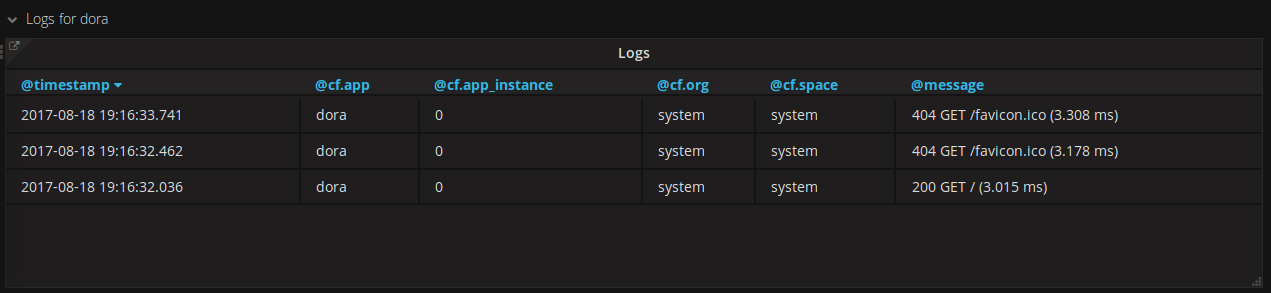 Logs for dora
Logs
@timestamp @cf.app @cf.app_instance @cf.org @cf.space @message
2017-08-18 19:16:33.741 dora 0 system system 404 GET /favicon.ico (3.308 ms)
2017-08-18 19:16:32.462 dora 0 system system 404 GET /favicon.ico (3.178 ms)
2017-08-18 19:16:32.036 dora 0 system system 200 GET / (3.015 ms)